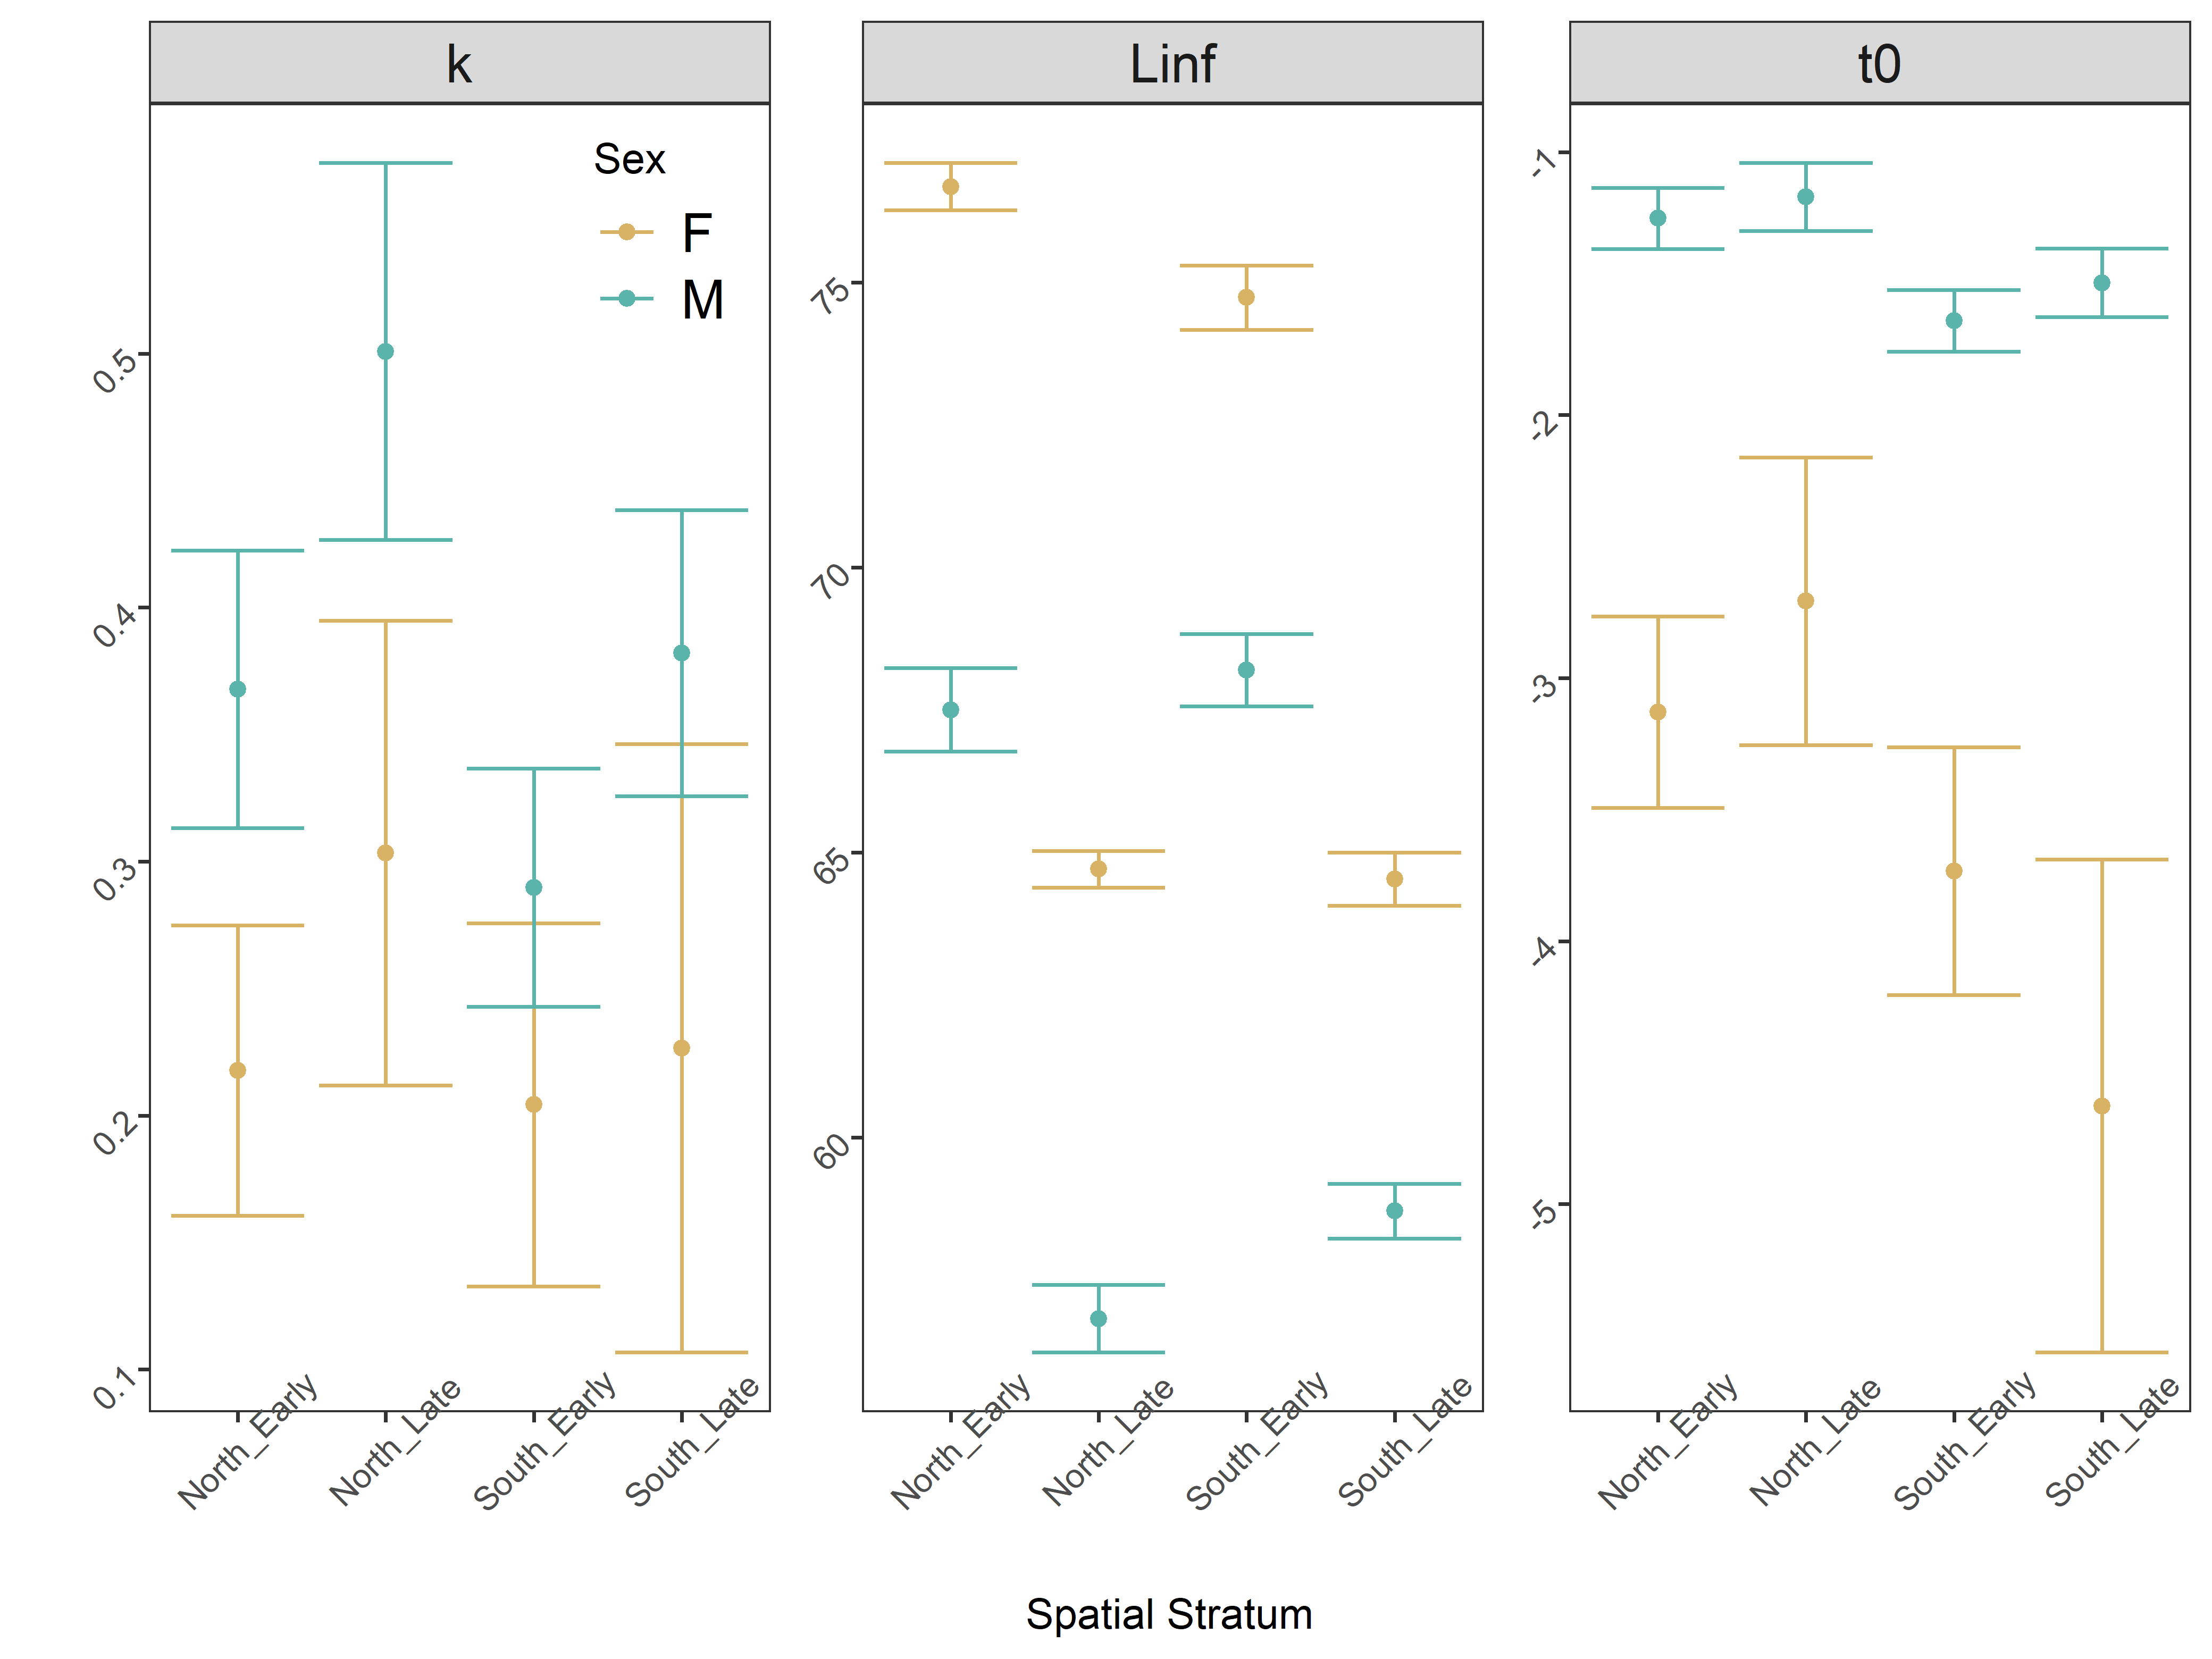 k
Linf
t0
Sex
F
M
0.5
0.4
0.3
0.2
0.1
75
70
65
60
-1
-2
-3
-4
-5
North_Early
North_Late
South_Early
South_Late
North_Early
North_Late
South_Early
South_Late
North_Early
North_Late
South_Early
South_Late
Spatial Stratum